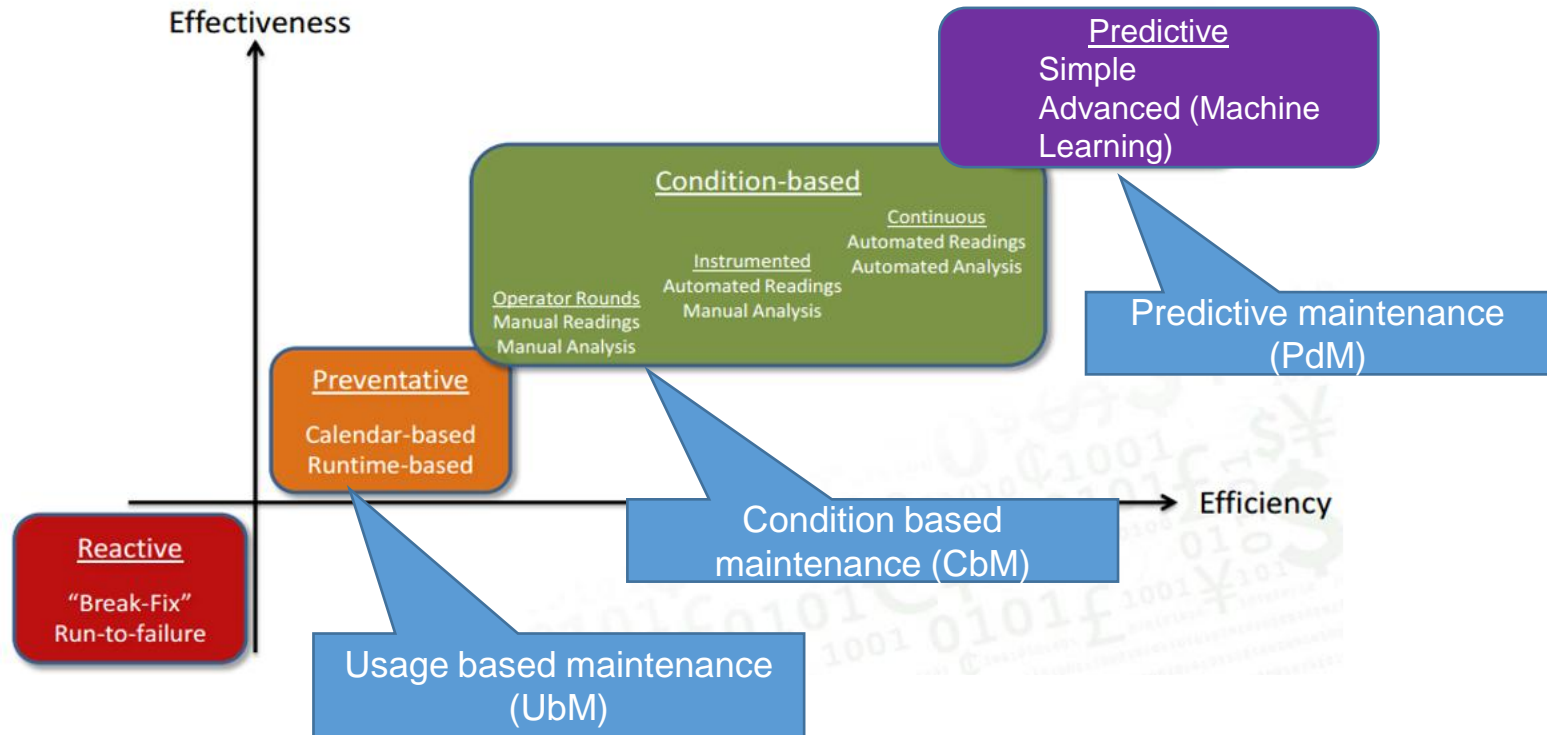 Effectiveness
Predictive
Simple
Advanced (Machine
Learning)
Condition-based
Continuous
Automated Readings
Automated Analysis
Instrumented
Automated Readings
Manual Analysis
Operator Rounds
Manual Readings
Manual Analysis
Predictive maintenance
(PdM)
Preventative
Calendar-based
Runtime-based
Efficiency
Condition based
maintenance (CbM)
Reactive
“Break-Fix”
Run-to-failure
Usage based maintenance
(UbM)